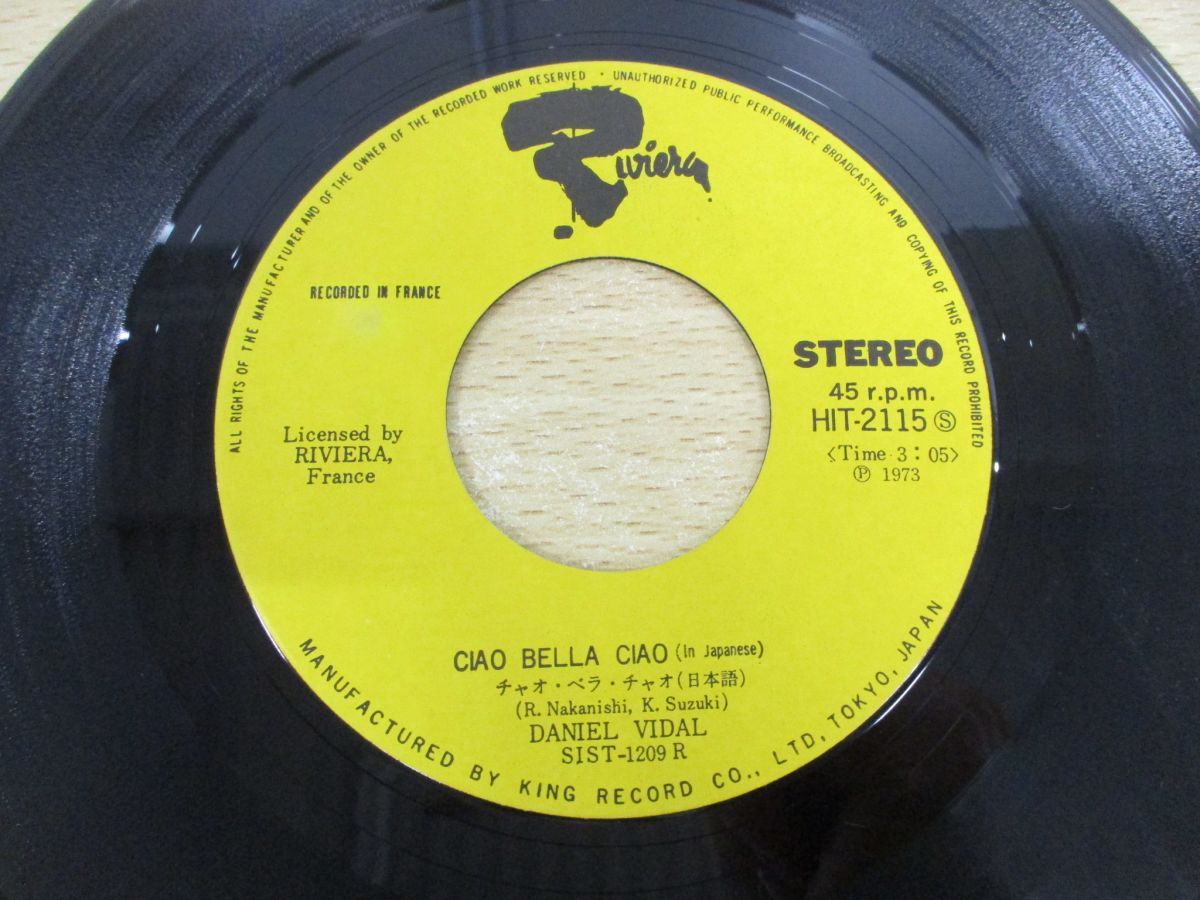 ALL RIGHTS OF THE MANUFACTURER AND OF THE OWNER OF THE RECORDED WORK RESERVED · UNAUTHORIZED PUBLIC PERFORMANCE BROADCASTING AND COPYING OF THIS RECORD PROHIBITED
Riviera
RECORDED IN FRANCE
Licensed by
RIVIERA,
France
STEREO
45 r.p.m.
HIT-2115 Ⓢ
〈Time 3:05〉
Ⓟ 1973
CIAO BELLA CIAO (In Japanese)
チャオ・ベラ・チャオ(日本語)
(R. Nakanishi, K. Suzuki)
DANIEL VIDAL
SIST-1209 R
MANUFACTURED BY KING RECORD CO., LTD, TOKYO, JAPAN